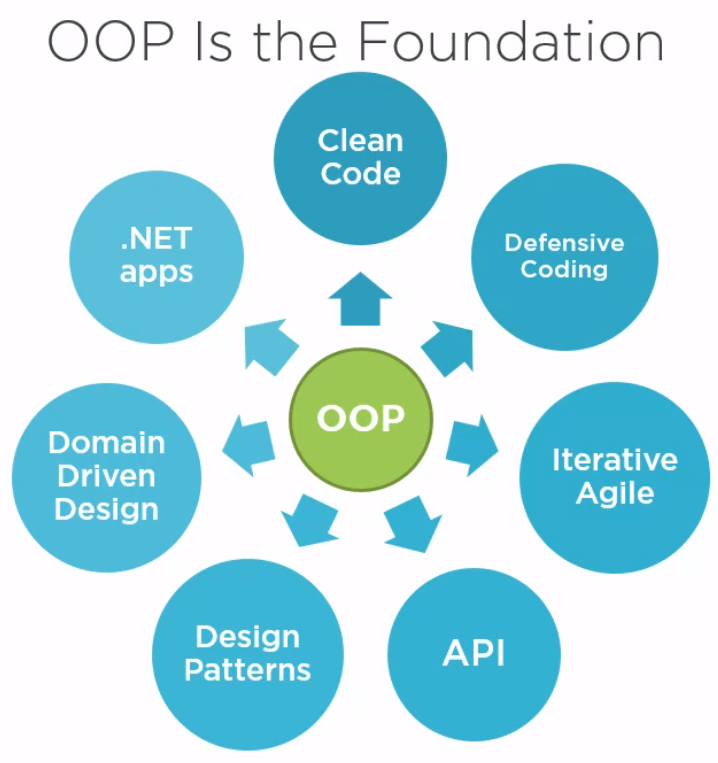 OOP Is the Foundation
Clean
Code
Defensive
Coding
Iterative
Agile
API
Design
Patterns
Domain
Driven
Design
.NET
apps
OOP